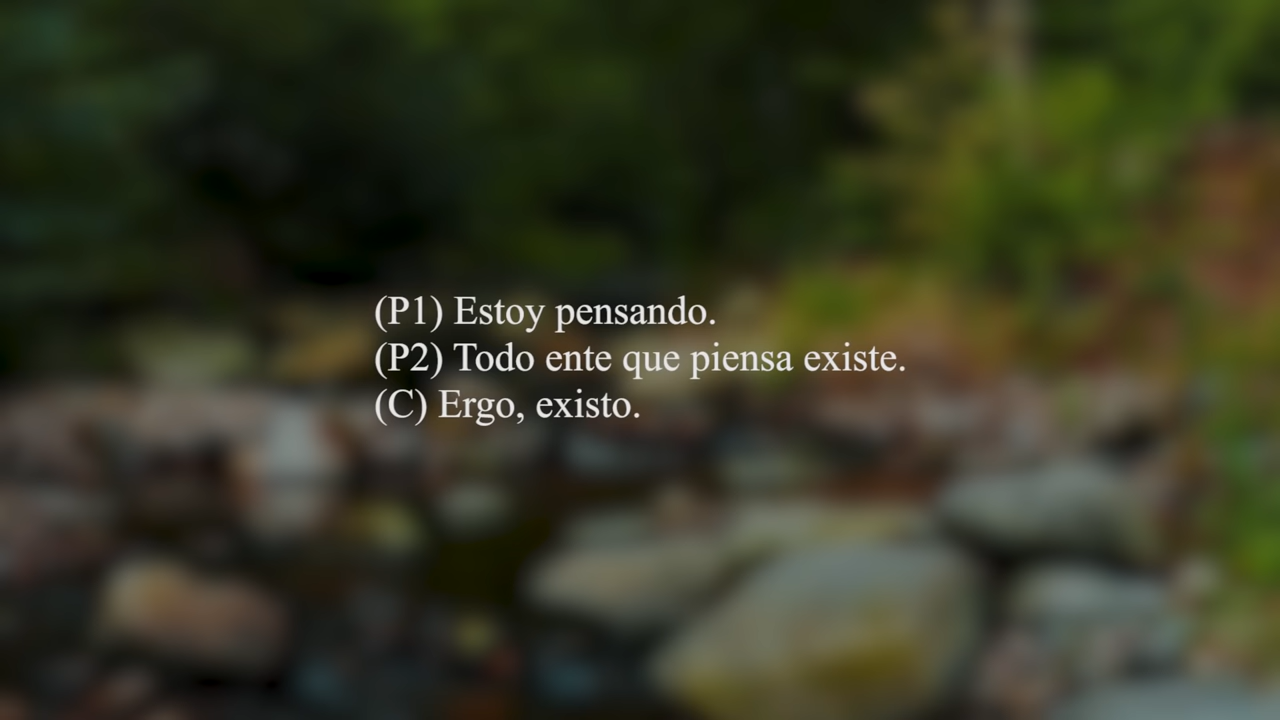 (P1) Estoy pensando.
(P2) Todo ente que piensa existe.
(C) Ergo, existo.